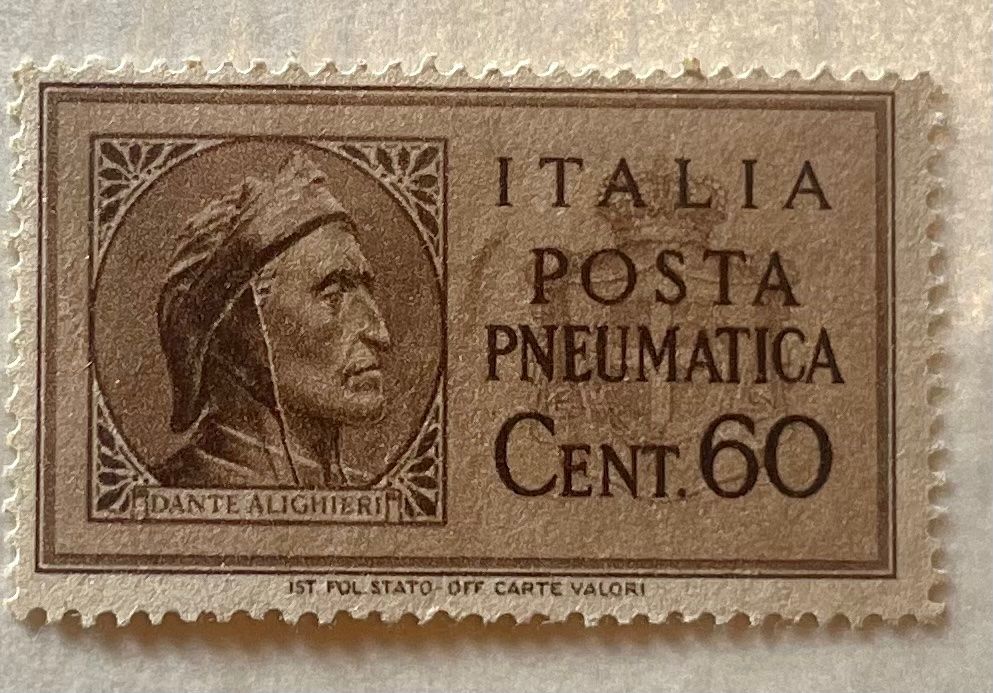 ITALIA
POSTA
PNEUMATICA
CENT. 60
DANTE ALIGHIERI
IST POL. STATO - OFF CARTE VALORI